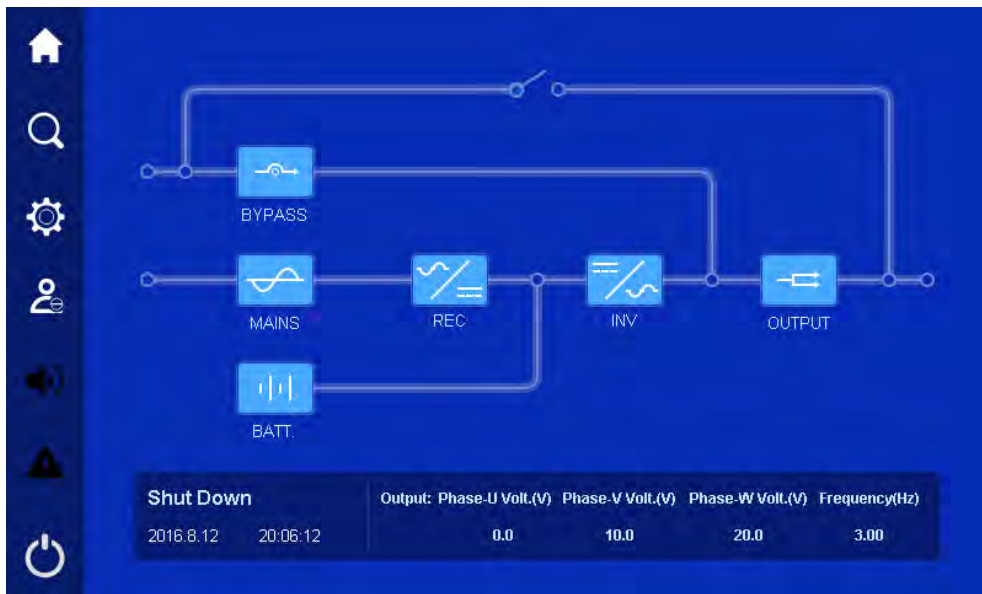 BYPASS
MAINS
REC
INV
OUTPUT
BATT.
Shut Down
Output: Phase-U Volt.(V) Phase-V Volt.(V) Phase-W Volt.(V) Frequency(Hz)
2016.8.12 20:06:12
0.0 10.0 20.0 3.00